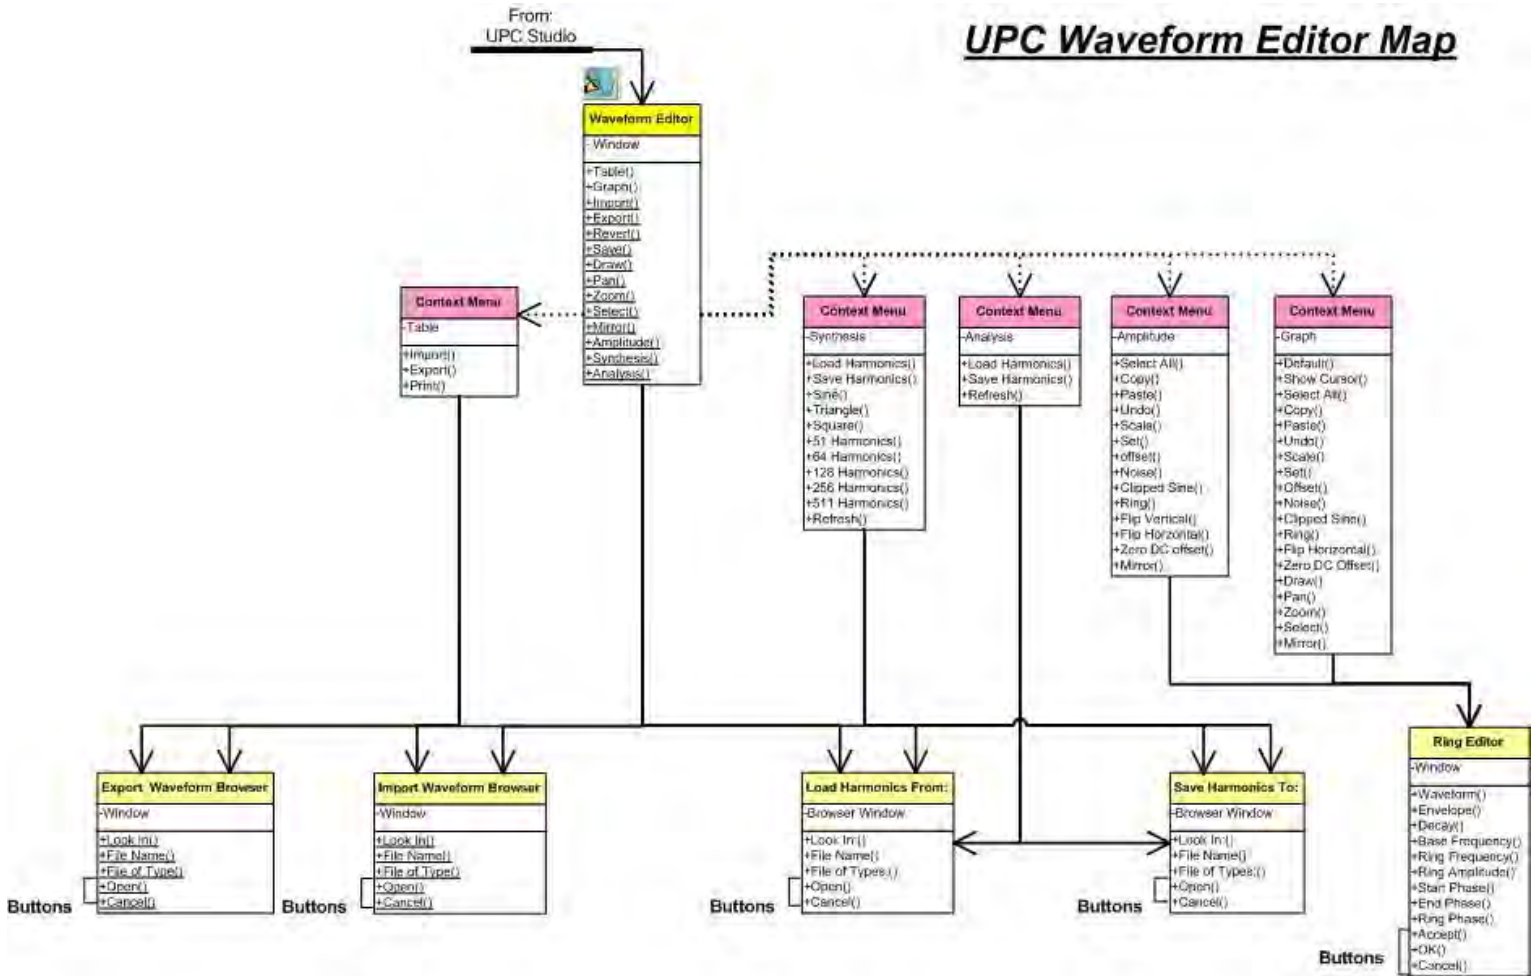 From:
UPC Studio
UPC Waveform Editor Map
Waveform Editor
- Window
+Table()
+Graph()
+Import()
+Export()
+Revert()
+Save()
+Draw()
+Pan()
+Zoom()
+Select()
+Mirror()
+Amplitude()
+Synthesis()
+Analysis()
Context Menu
-Table
+Import()
+Export()
+Print()
Context Menu
-Synthesis
+Load Harmonics()
+Save Harmonics()
+Sine()
+Triangle()
+Square()
+51 Harmonics()
+64 Harmonics()
+128 Harmonics()
+256 Harmonics()
+511 Harmonics()
+Refresh()
Context Menu
-Analysis
+Load Harmonics()
+Save Harmonics()
+Refresh()
Context Menu
-Amplitude
+Select All()
+Copy()
+Paste()
+Undo()
+Scale()
+Set()
+offset()
+Noise()
+Clipped Sine()
+Ring()
+Flip Vertical()
+Flip Horzontal()
+Zero DC offset()
+Mirror()
Context Menu
-Graph
+Default()
+Show Cursor()
+Select All()
+Copy()
+Paste()
+Undo()
+Scale()
+Set()
+Offset()
+Noise()
+Clipped Sine()
+Ring()
+Flip Horizontal()
+Zero DC Offset()
+Draw()
+Pan()
+Zoom()
+Select()
+Mirror()
Export Waveform Browser
-Window
+Look In()
+File Name()
+File of Type()
+Open()
+Cancel()
Buttons
Import Waveform Browser
-Window
+Look In()
+File Name()
+File of Type()
+Open()
+Cancel()
Buttons
Load Harmonics From:
-Browser Window
+Look In:()
+File Name()
+File of Types:()
+Open()
+Cancel()
Buttons
Save Harmonics To:
-Browser Window
+Look In:()
+File Name()
+File of Types:()
+Open()
+Cancel()
Buttons
Ring Editor
-Window
+Waveform()
+Envelope()
+Decay()
+Base Frequency()
+Ring Frequency()
+Ring Amplitude()
+Start Phase()
+End Phase()
+Ring Phase()
+Accept()
+OK()
+Cancel()
Buttons